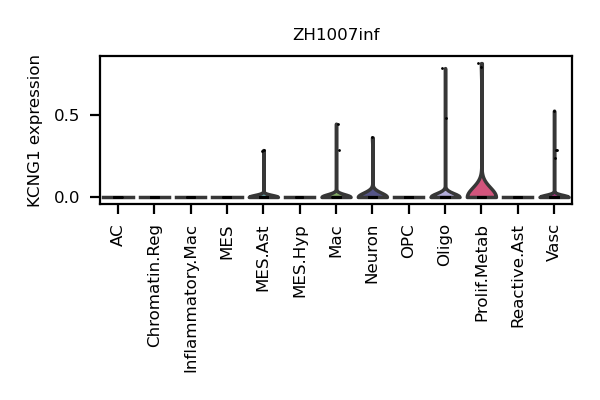 ZH1007inf
KCNG1 expression
0.5
0.0
AC
Chromatin.Reg
Inflammatory.Mac
MES
MES.Ast
MES.Hyp
Mac
Neuron
OPC
Oligo
Prolif.Metab
Reactive.Ast
Vasc